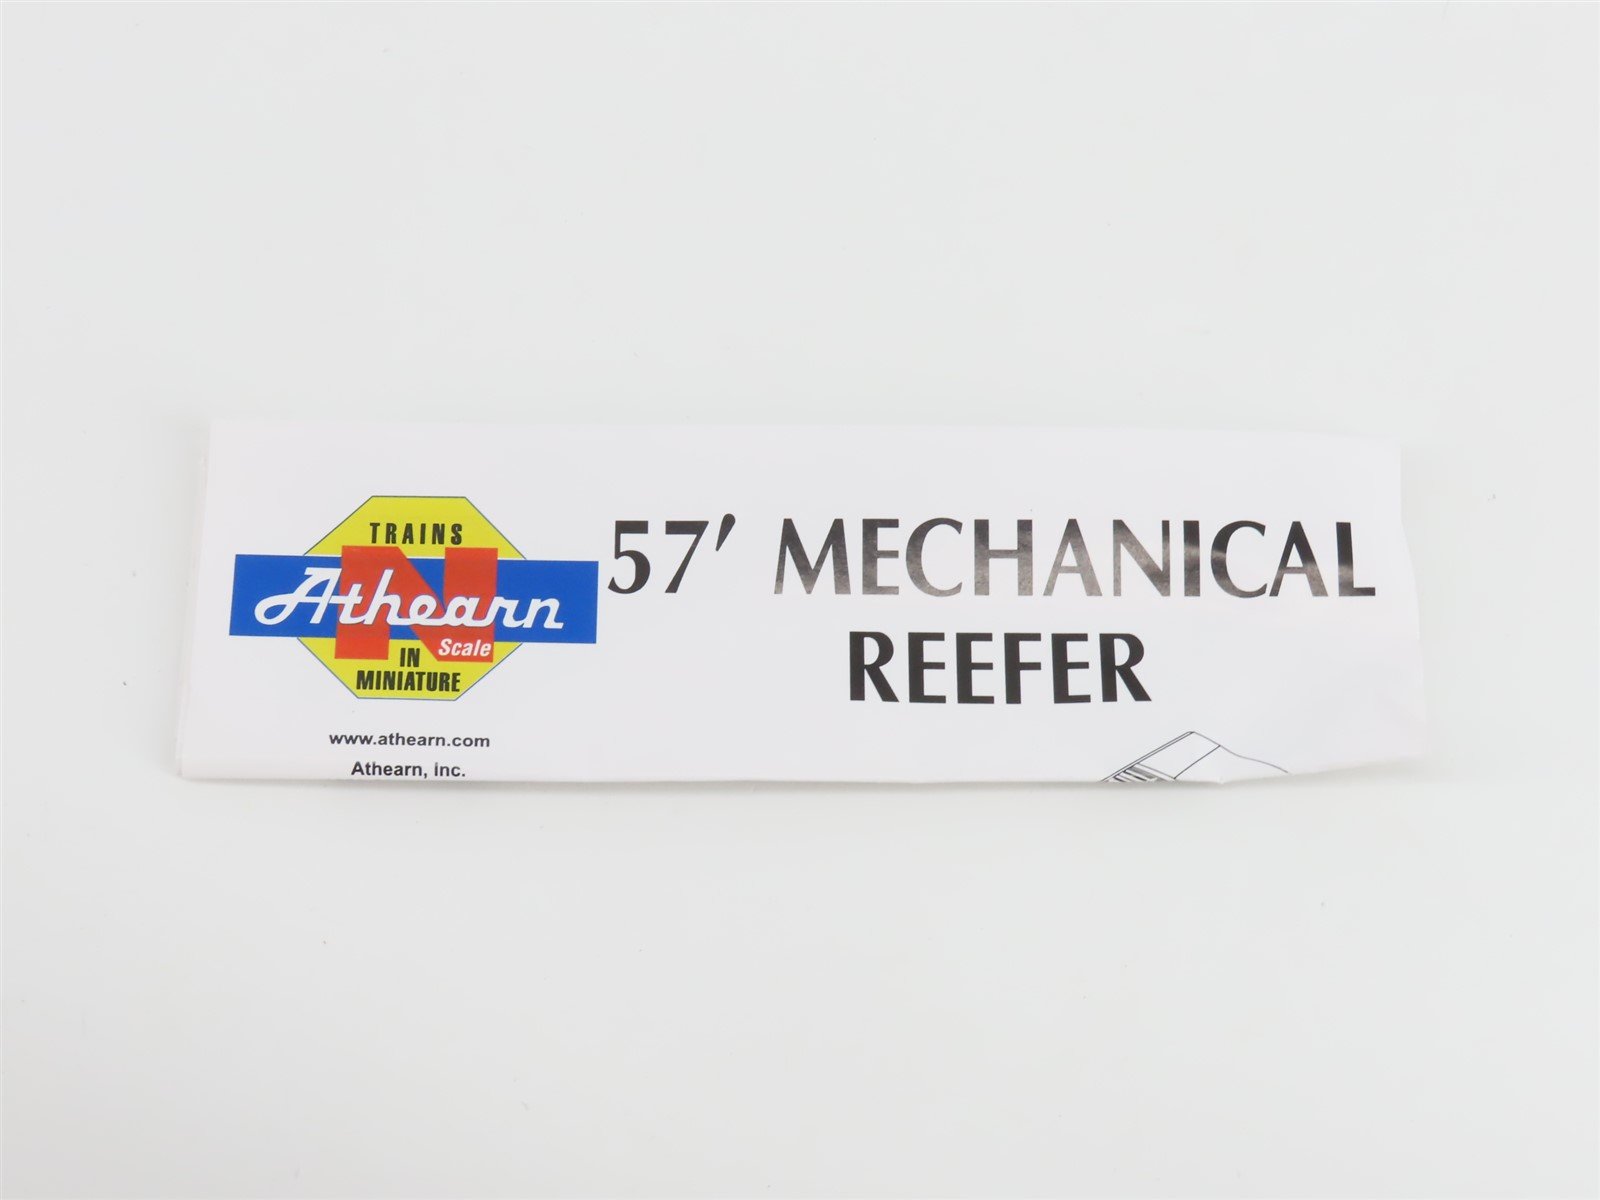 TRAINS
N
Athearn
Scale
IN
MINIATURE
www.athearn.com
Athearn, Inc.
57' MECHANICAL
REEFER